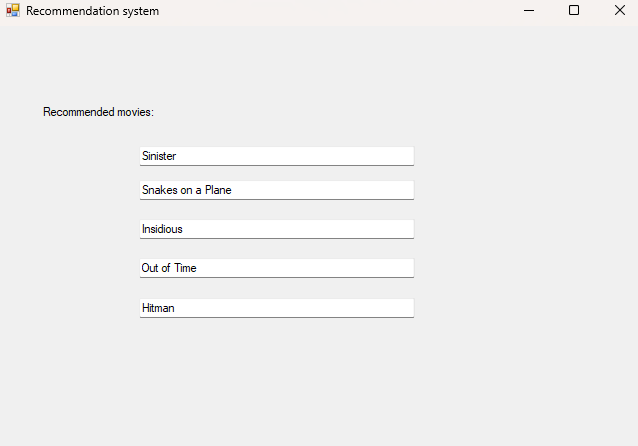 Recommendation system
Recommended movies:
Sinister
Snakes on a Plane
Insidious
Out of Time
Hitman